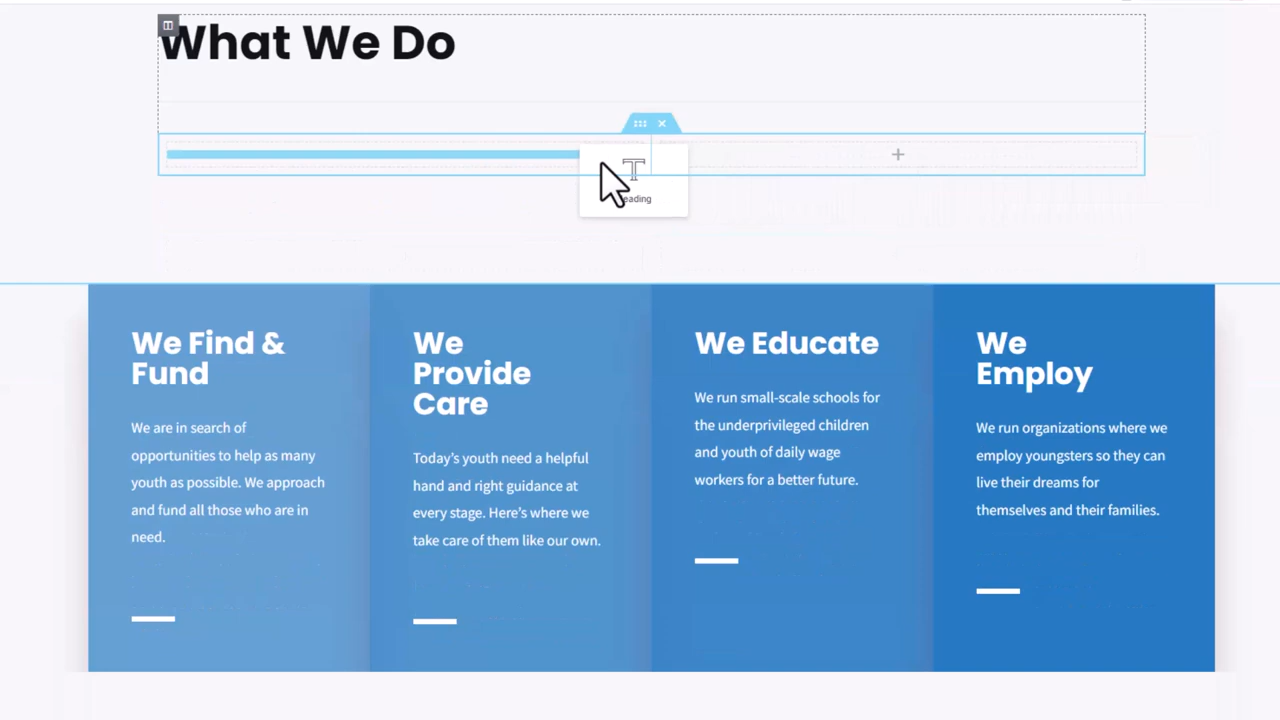 What We Do
eading
We Find &
Fund
We are in search of
opportunities to help as many
youth as possible. We approach
and fund all those who are in
need.
We
Provide
Care
Today's youth need a helpful
hand and right guidance at
every stage. Here's where we
take care of them like our own.
We Educate
We run small-scale schools for
the underprivileged children
and youth of daily wage
workers for a better future.
We
Employ
We run organizations where we
employ youngsters so they can
live their dreams for
themselves and their families.